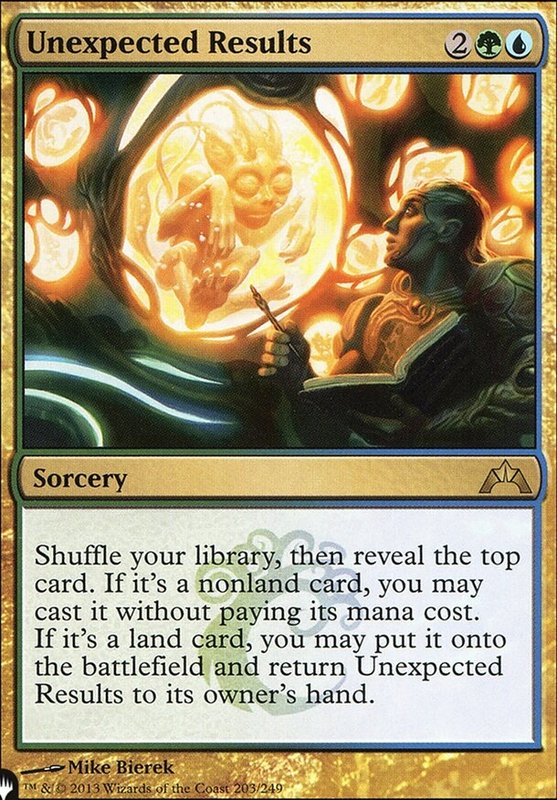 Unexpected Results 2
Sorcery
Shuffle your library, then reveal the top
card. If it's a nonland card, you may
cast it without paying its mana cost.
If it's a land card, you may put it onto
the battlefield and return Unexpected
Results to its owner's hand.
Mike Bierek
™ & © 2013 Wizards of the Coast 203/249